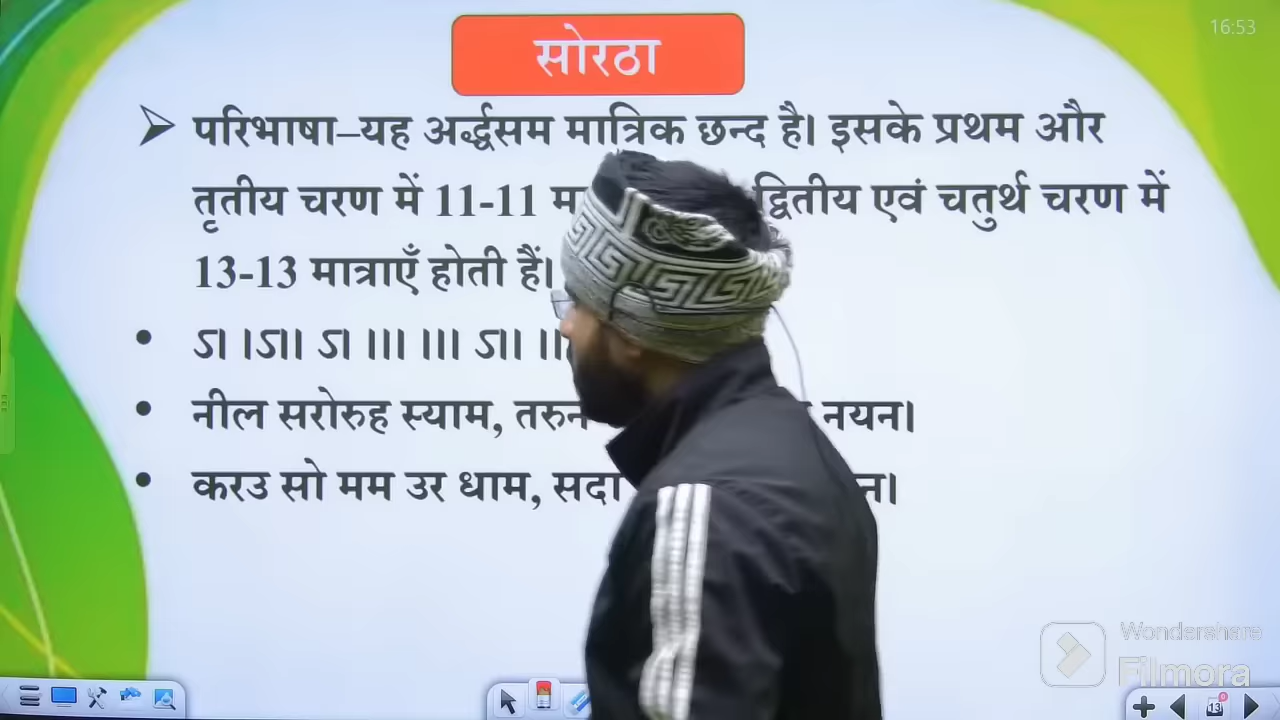 16:53
सोरठा
परिभाषा–यह अर्द्धसम मात्रिक छन्द है। इसके प्रथम और
तृतीय चरण में 11-11 द्वितीय एवं चतुर्थ चरण में
13-13 मात्राएँ होती हैं।
ऽ। ।ऽ।। ऽ। ।।। ।।। ऽ।। ।।
नील सरोरुह स्याम, तरुन नयन।
करउ सो मम उर धाम, सदा
Wondershare
Filmora
13